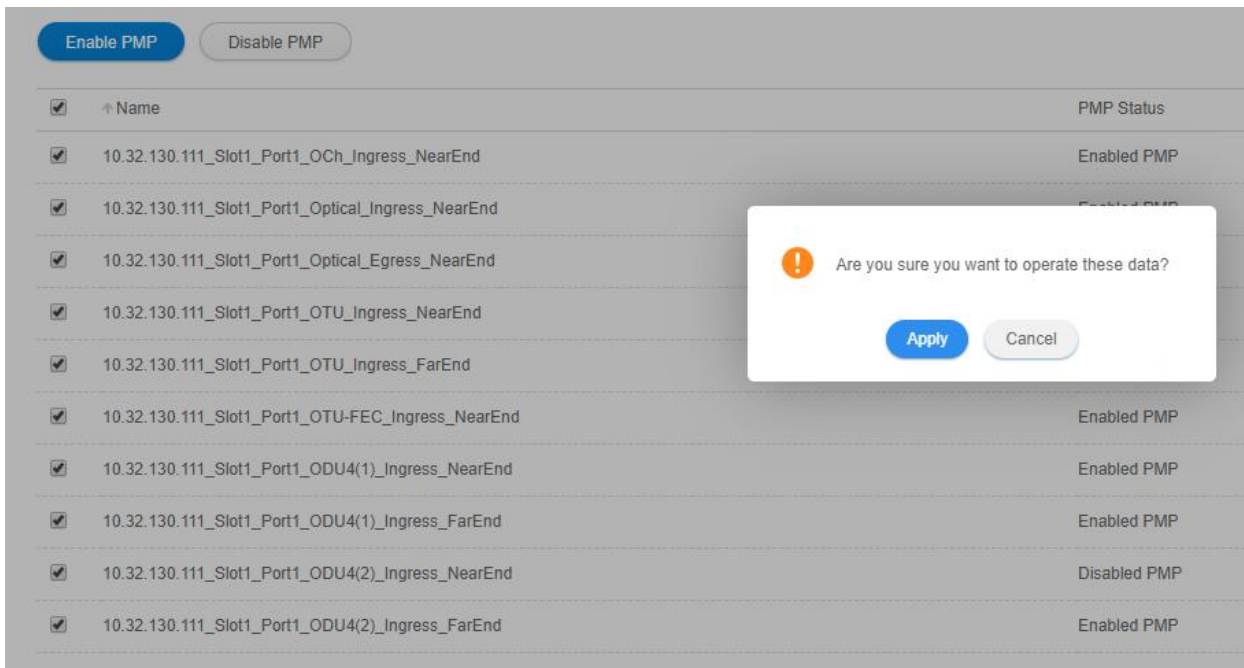 Enable PMP Disable PMP
Name PMP Status
10.32.130.111_Slot1_Port1_OCh_Ingress_NearEnd Enabled PMP
10.32.130.111_Slot1_Port1_Optical_Ingress_NearEnd Enabled PMP
10.32.130.111_Slot1_Port1_Optical_Egress_NearEnd
Are you sure you want to operate these data?
10.32.130.111_Slot1_Port1_OTU_Ingress_NearEnd
Apply Cancel
10.32.130.111_Slot1_Port1_OTU_Ingress_FarEnd
10.32.130.111_Slot1_Port1_OTU-FEC_Ingress_NearEnd Enabled PMP
10.32.130.111_Slot1_Port1_ODU4(1)_Ingress_NearEnd Enabled PMP
10.32.130.111_Slot1_Port1_ODU4(1)_Ingress_FarEnd Enabled PMP
10.32.130.111_Slot1_Port1_ODU4(2)_Ingress_NearEnd Disabled PMP
10.32.130.111_Slot1_Port1_ODU4(2)_Ingress_FarEnd Enabled PMP